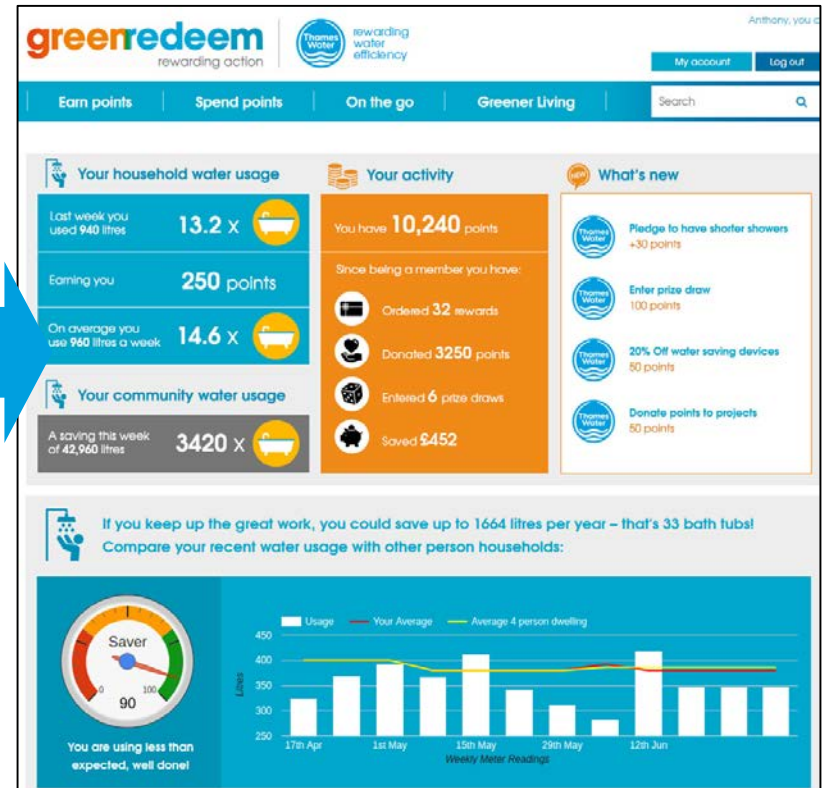 Anthony, you c
greenredeem
rewarding action
Thames
Water
rewarding
water
efficiency
My account
Log out
Earn points
Spend points
On the go
Greener Living
Search
Your household water usage
Last week you
used 940 litres
13.2 x
Earning you
250 points
On average you
use 960 litres a week
14.6 x
Your community water usage
A saving this week
of 42,960 litres
3420 x
Your activity
You have 10,240 points
Since being a member you have:
Ordered 32 rewards
Donated 3250 points
Entered 6 prize draws
Saved £452
NEW
What's new
Thames
Water
Pledge to have shorter showers
+30 points
Thames
Water
Enter prize draw
100 points
Thames
Water
20% Off water saving devices
50 points
Thames
Water
Donate points to projects
50 points
If you keep up the great work, you could save up to 1664 litres per year – that's 33 bath tubs!
Compare your recent water usage with other person households:
Saver
0
100
90
You are using less than
expected, well done!
Usage
Your Average
Average 4 person dwelling
450
400
350
300
250
Litres
17th Apr
1st May
15th May
29th May
12th Jun
Weekly Meter Readings